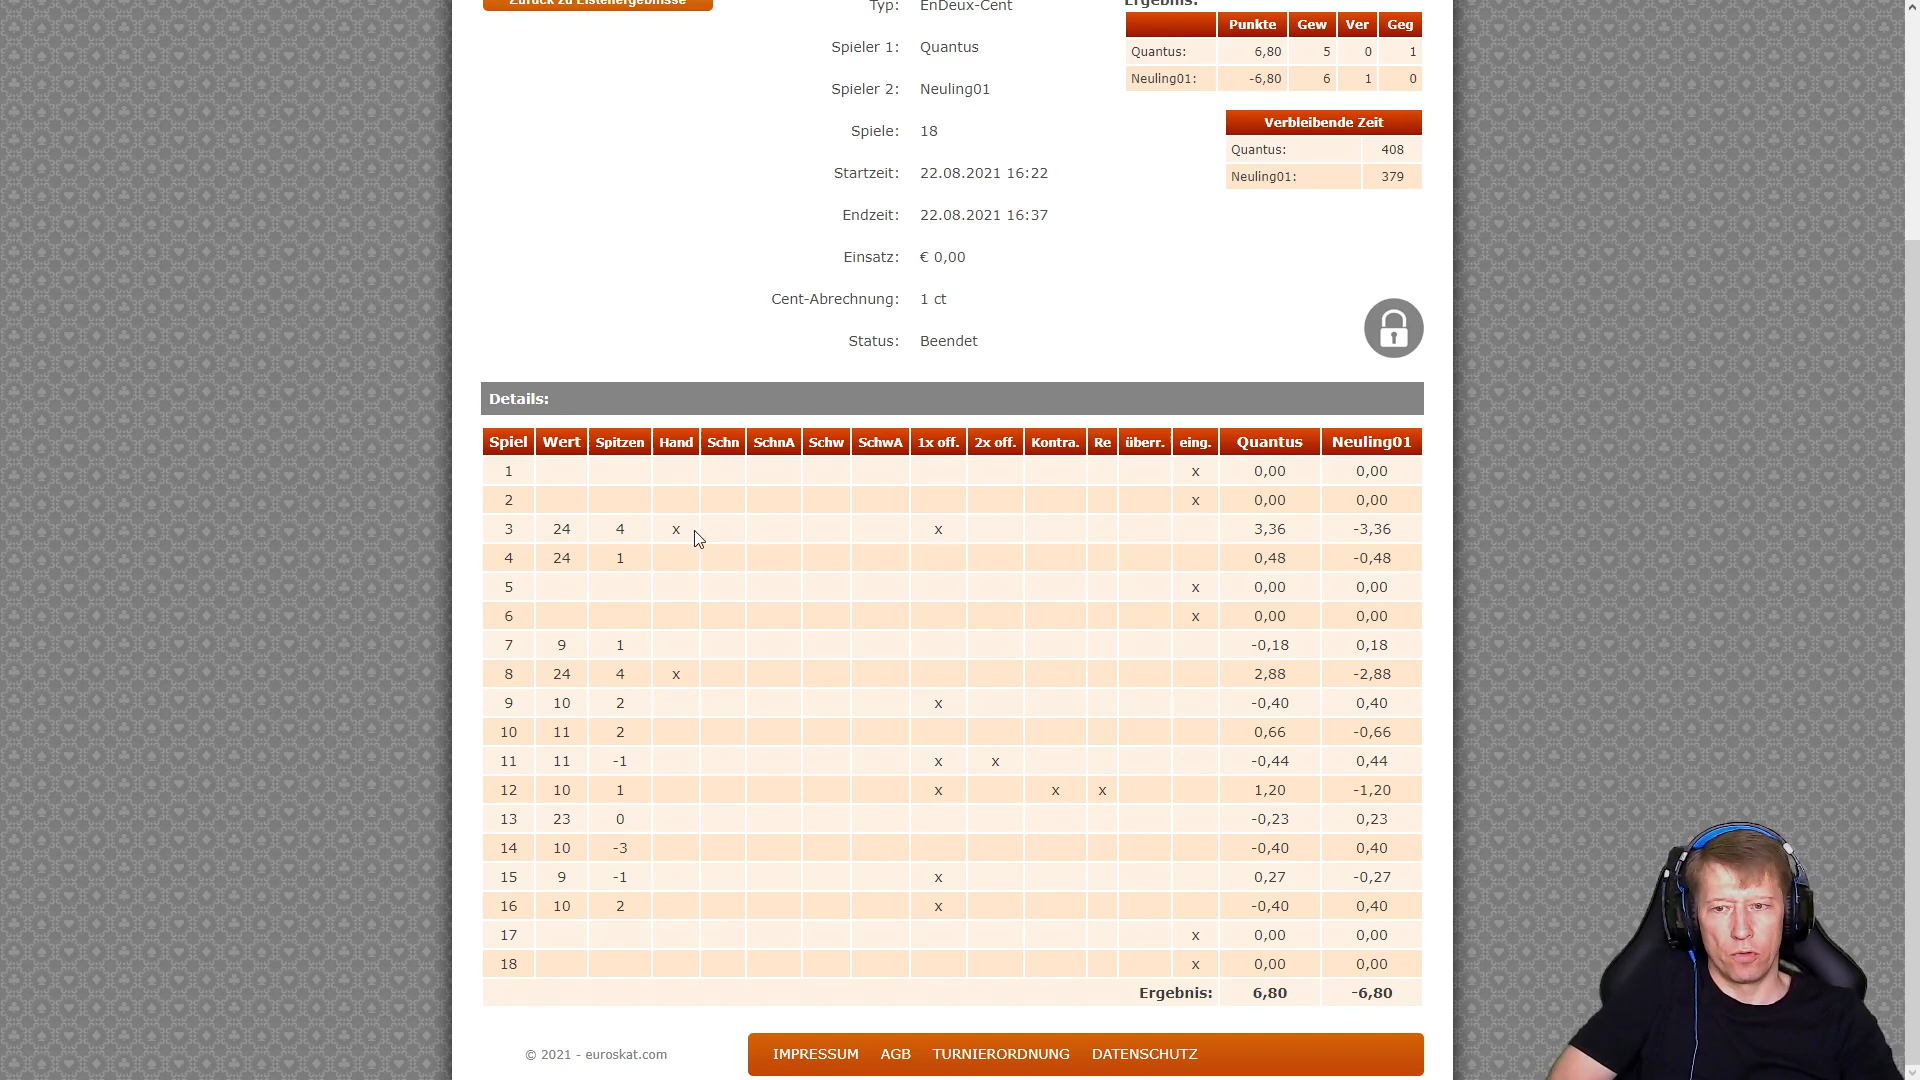 Zurück zu Listenergebnisse
Typ: EnDeux-Cent
Spieler 1: Quantus
Spieler 2: Neuling01
Spiele: 18
Startzeit: 22.08.2021 16:22
Endzeit: 22.08.2021 16:37
Einsatz: € 0,00
Cent-Abrechnung: 1 ct
Status: Beendet
Ergebnis:
Punkte Gew Ver Geg
Quantus: 6,80 5 0 1
Neuling01: -6,80 6 1 0
Verbleibende Zeit
Quantus: 408
Neuling01: 379
Details:
Spiel Wert Spitzen Hand Schn SchnA Schw SchwA 1x off. 2x off. Kontra. Re überr. eing. Quantus Neuling01
1 x 0,00 0,00
2 x 0,00 0,00
3 24 4 x x 3,36 -3,36
4 24 1 0,48 -0,48
5 x 0,00 0,00
6 x 0,00 0,00
7 9 1 -0,18 0,18
8 24 4 x 2,88 -2,88
9 10 2 x -0,40 0,40
10 11 2 0,66 -0,66
11 11 -1 x x -0,44 0,44
12 10 1 x x x 1,20 -1,20
13 23 0 -0,23 0,23
14 10 -3 -0,40 0,40
15 9 -1 x 0,27 -0,27
16 10 2 x -0,40 0,40
17 x 0,00 0,00
18 x 0,00 0,00
Ergebnis: 6,80 -6,80
© 2021 - euroskat.com
IMPRESSUM AGB TURNIERORDNUNG DATENSCHUTZ